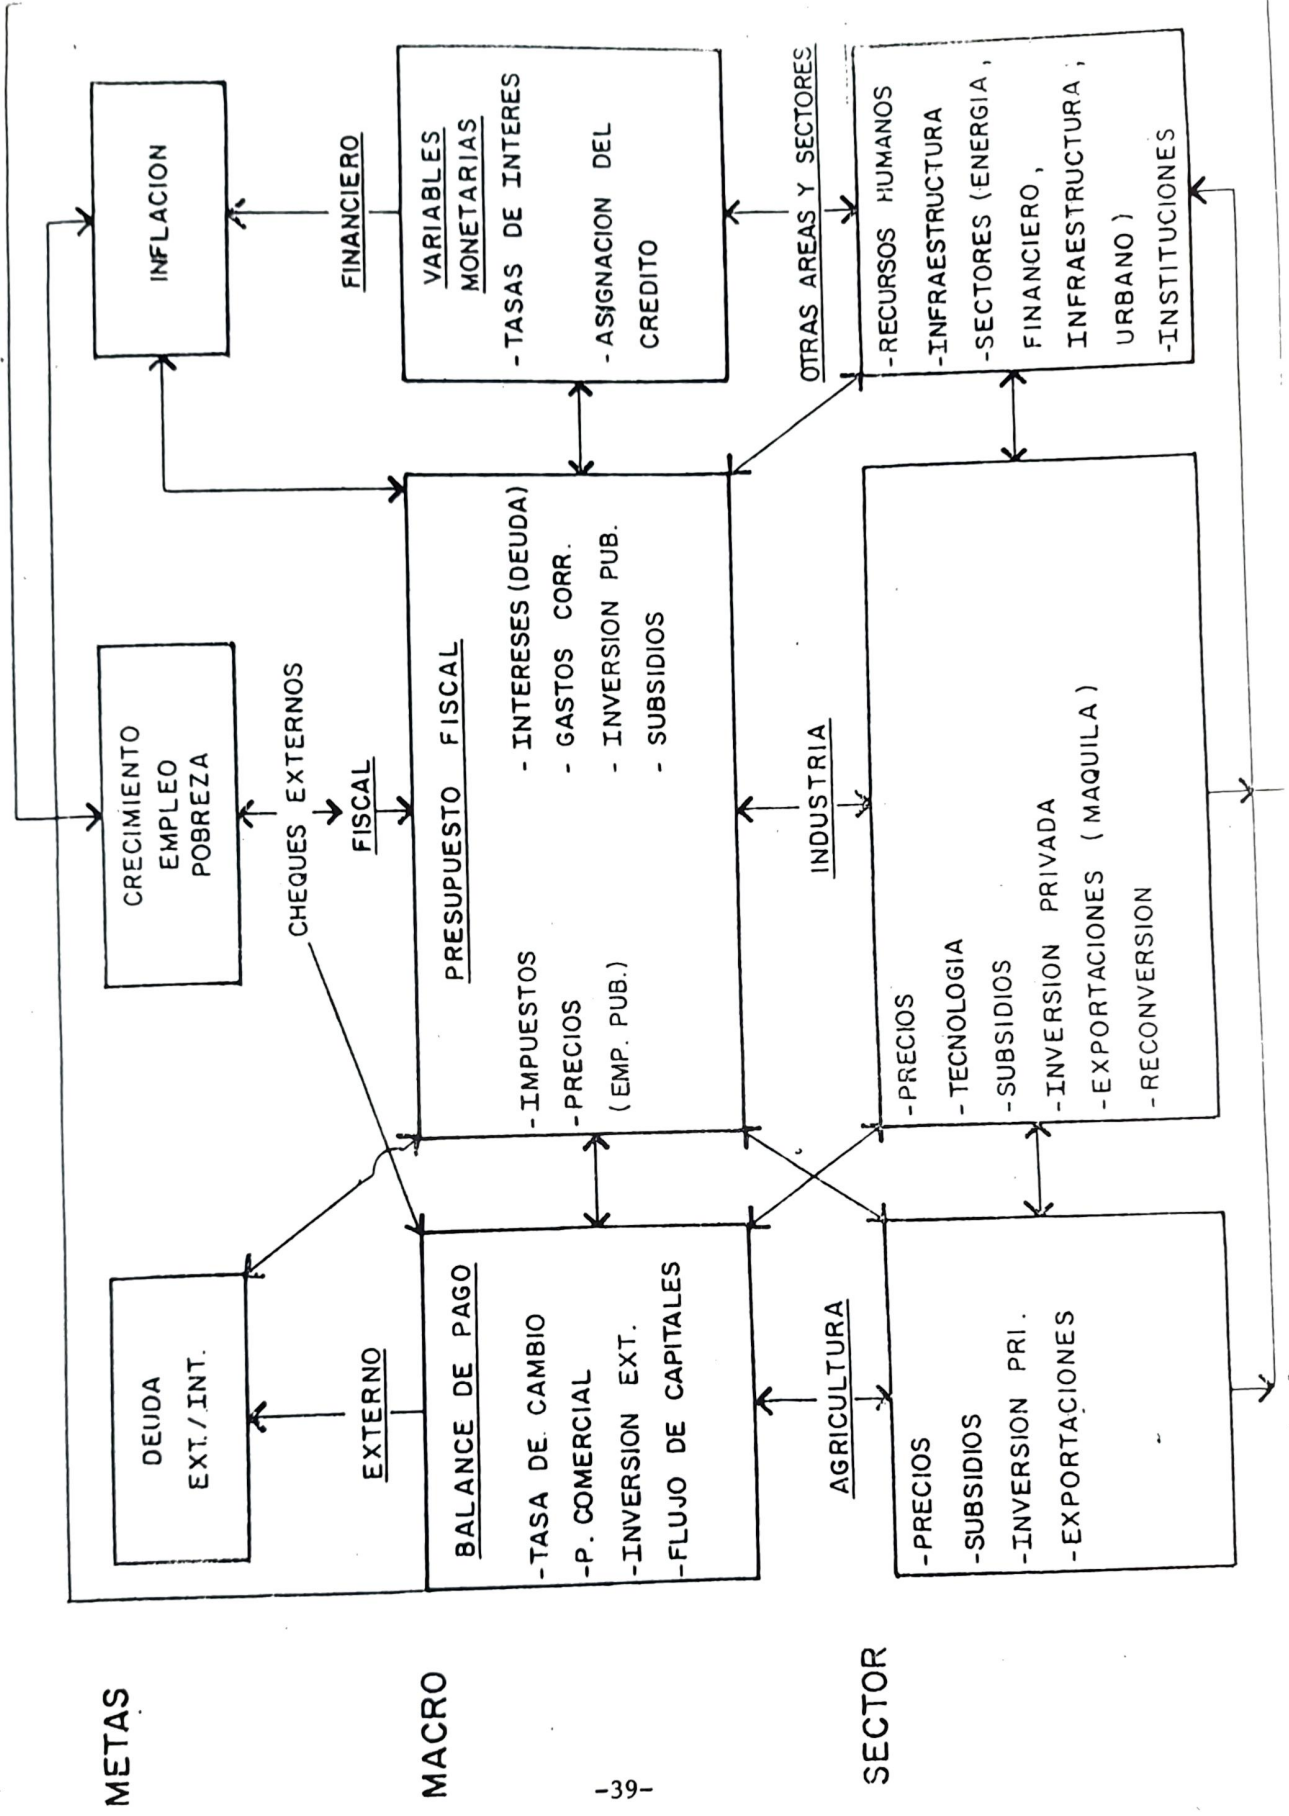 METAS
DEUDA
EXT./INT.
CRECIMIENTO
EMPLEO
POBREZA
INFLACION
EXTERNO
CHEQUES EXTERNOS
FISCAL
FINANCIERO
MACRO
BALANCE DE PAGO
-TASA DE CAMBIO
-P. COMERCIAL
-INVERSION EXT.
-FLUJO DE CAPITALES
PRESUPUESTO FISCAL
-IMPUESTOS
-PRECIOS
(EMP. PUB.)
- INTERESES (DEUDA)
- GASTOS CORR.
- INVERSION PUB.
- SUBSIDIOS
VARIABLES
MONETARIAS
-TASAS DE INTERES
-ASIGNACION DEL
CREDITO
AGRICULTURA
INDUSTRIA
OTRAS AREAS Y SECTORES
SECTOR
-PRECIOS
-SUBSIDIOS
-INVERSION PRI.
-EXPORTACIONES
-PRECIOS
-TECNOLOGIA
-SUBSIDIOS
-INVERSION PRIVADA
-EXPORTACIONES (MAQUILA)
-RECONVERSION
-RECURSOS HUMANOS
-INFRAESTRUCTURA
-SECTORES (ENERGIA,
FINANCIERO,
INFRAESTRUCTURA;
URBANO)
-INSTITUCIONES
-39-